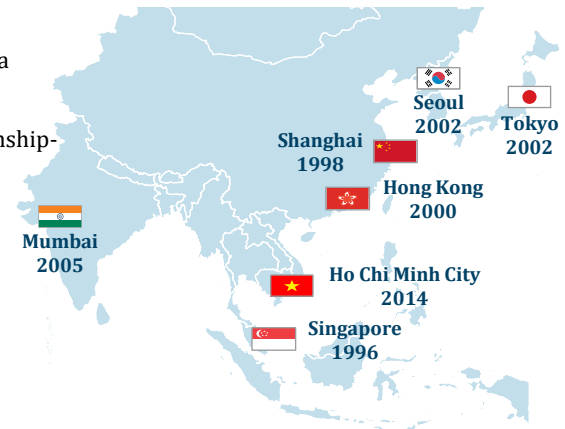 a
nship-
Seoul
2002
Tokyo
2002
Shanghai
1998
Hong Kong
2000
Mumbai
2005
Ho Chi Minh City
2014
Singapore
1996